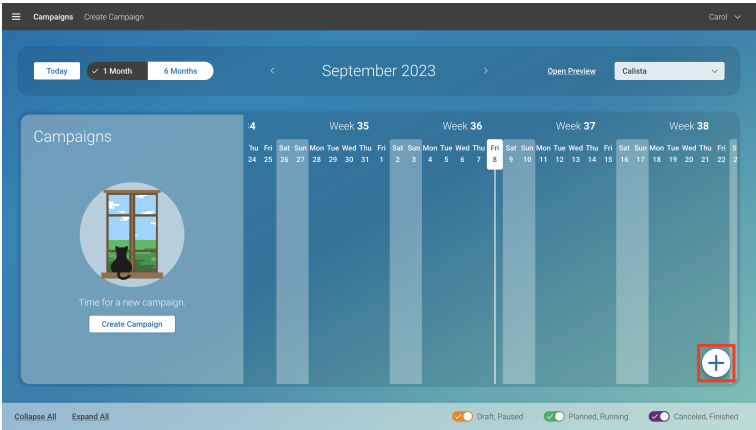 Campaigns Create Campaign Carol
Today 1 Month 6 Months September 2023 Open Preview Calista
Campaigns
4 Week 35 Week 36 Week 37 Week 38
Thu Fri Sat Sun Mon Tue Wed Thu Fri Sat Sun Mon Tue Wed Thu Fri Sat Sun Mon Tue Wed Thu Fri Sat Sun Mon Tue Wed Thu Fri S
24 25 26 27 28 29 30 31 1 2 3 4 5 6 7 8 9 10 11 12 13 14 15 16 17 18 19 20 21 22 2
Time for a new campaign.
Create Campaign
Collapse All Expand All Draft, Paused Planned, Running Canceled, Finished